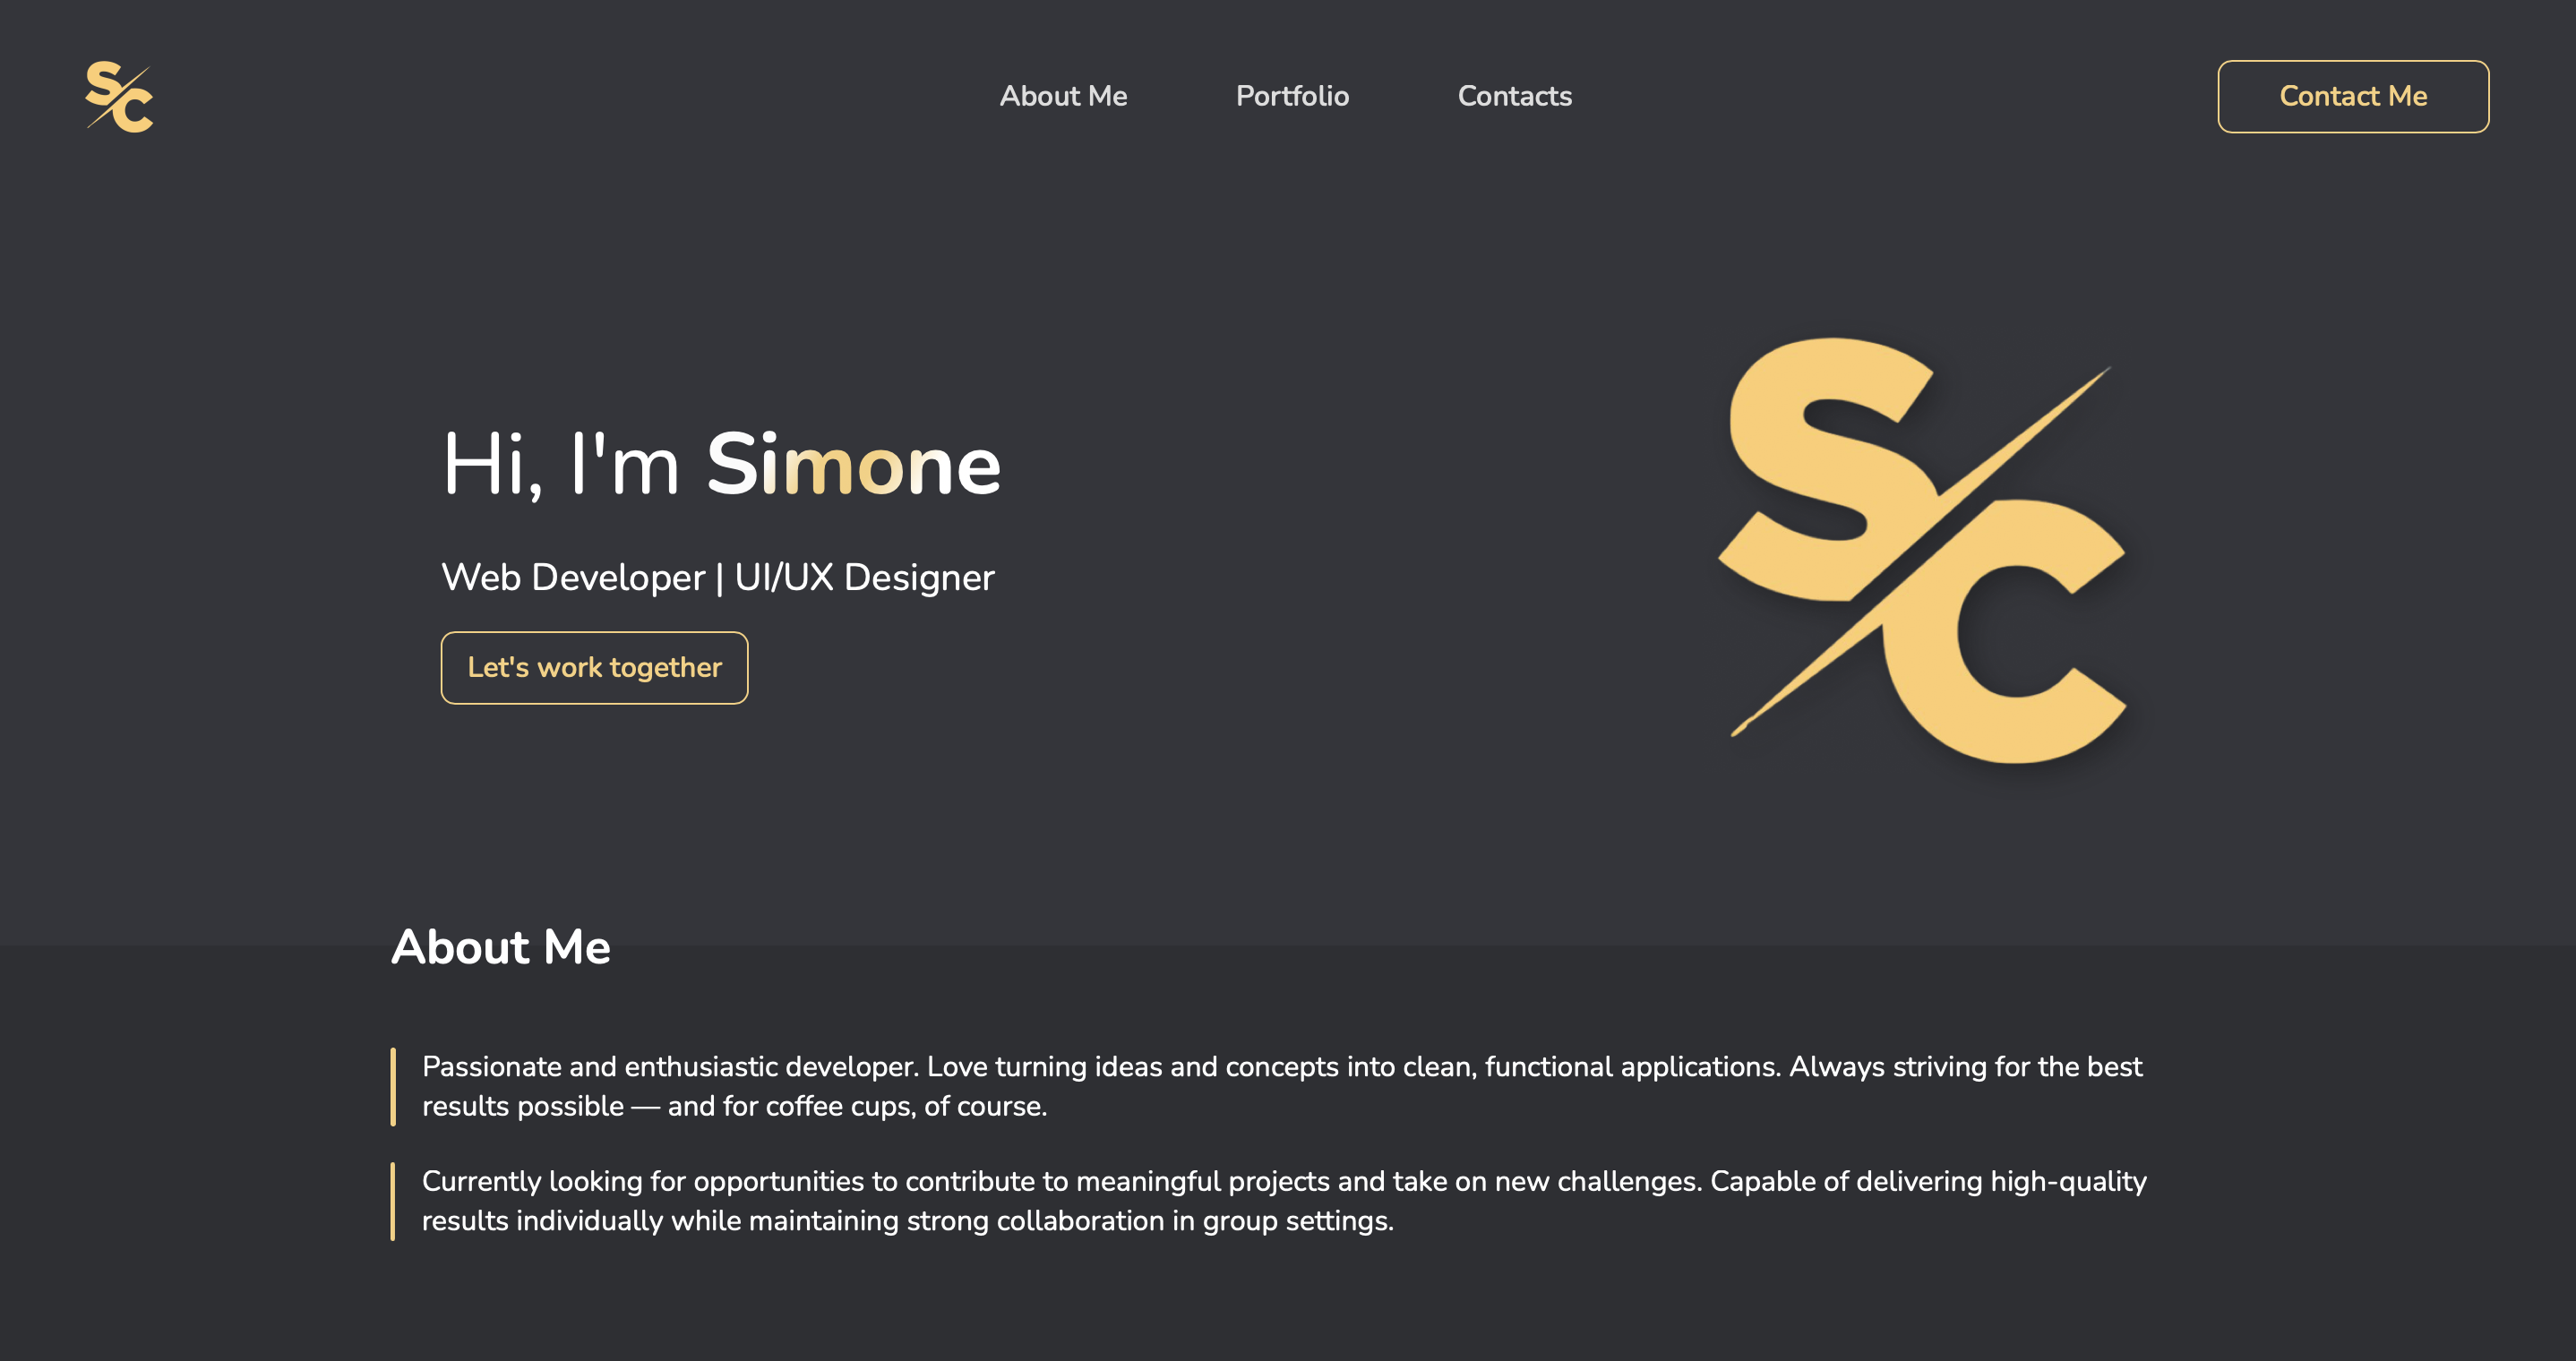 SC
About Me
Portfolio
Contacts
Contact Me
Hi, I'm Simone
Web Developer | UI/UX Designer
Let's work together
SC
About Me
Passionate and enthusiastic developer. Love turning ideas and concepts into clean, functional applications. Always striving for the best
results possible — and for coffee cups, of course.
Currently looking for opportunities to contribute to meaningful projects and take on new challenges. Capable of delivering high-quality
results individually while maintaining strong collaboration in group settings.